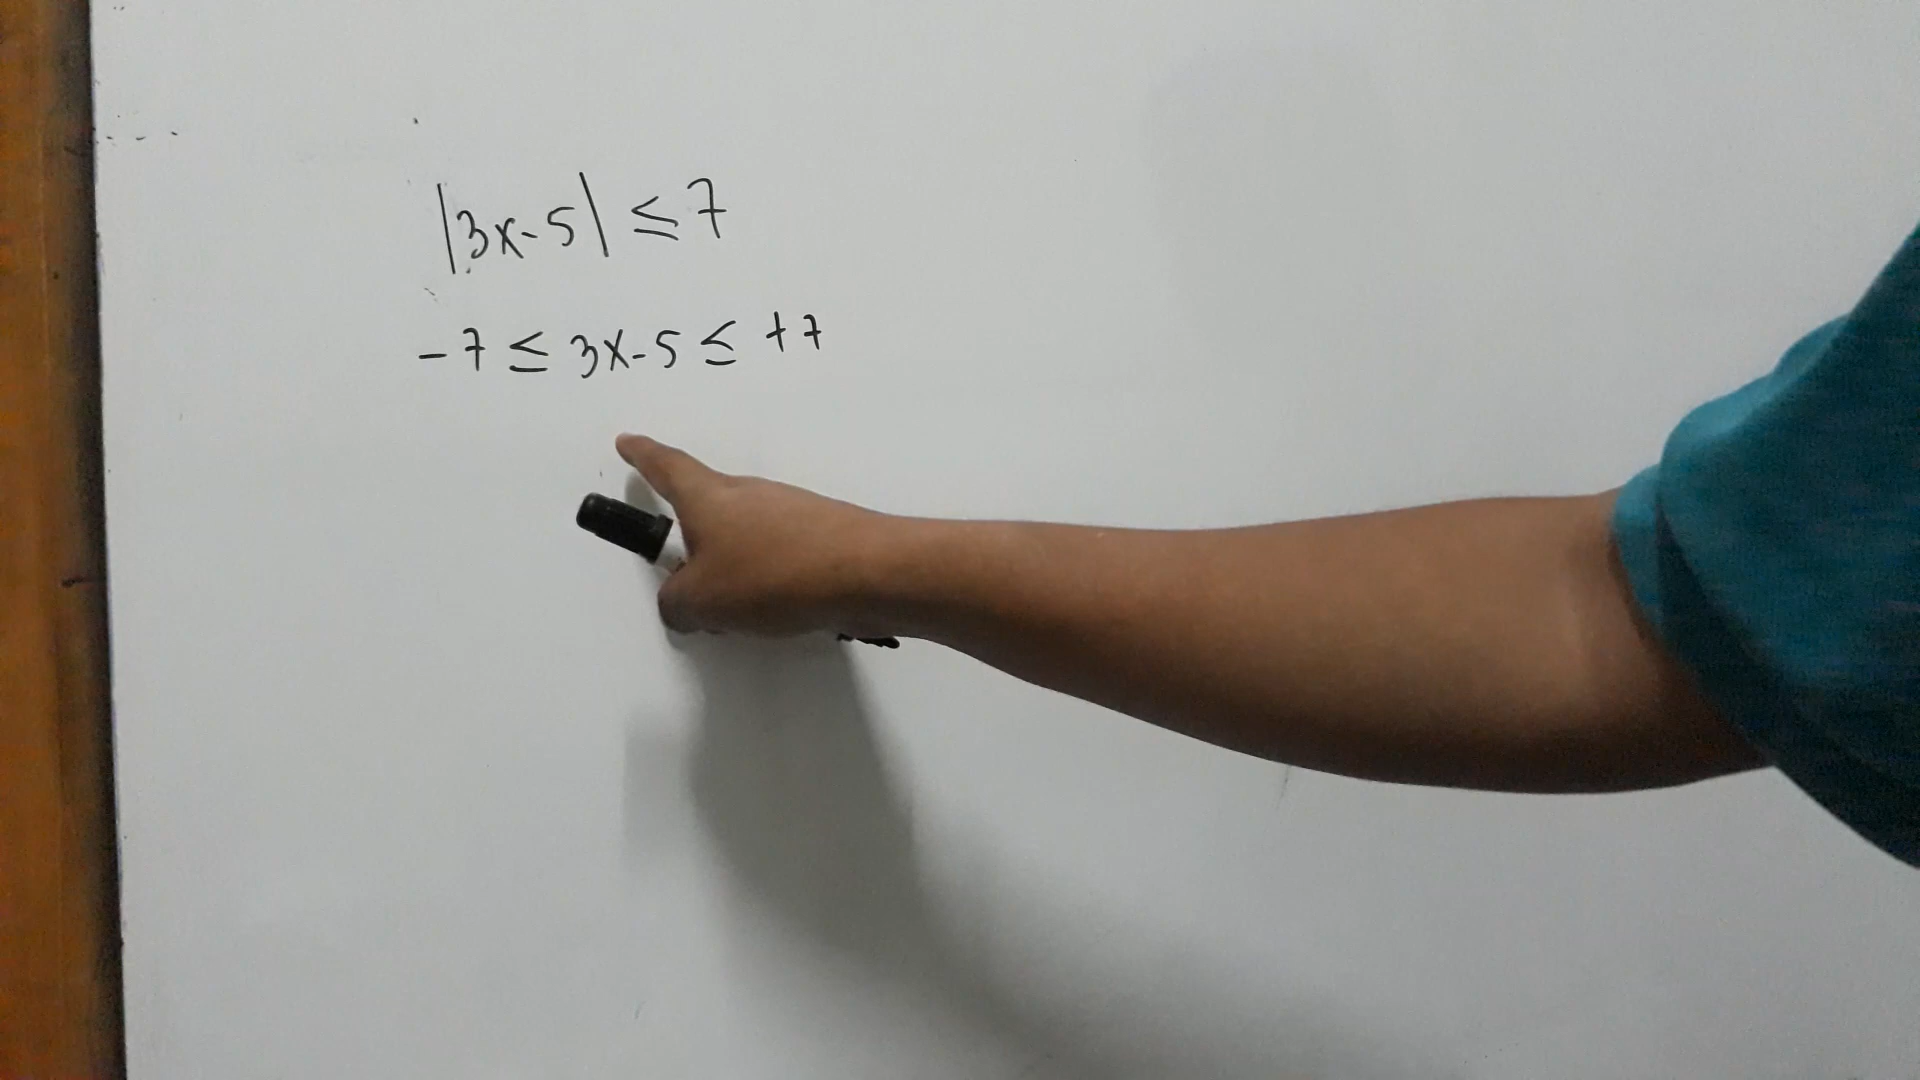 |3x-5| ≤ 7
-7 ≤ 3x-5 ≤ +7